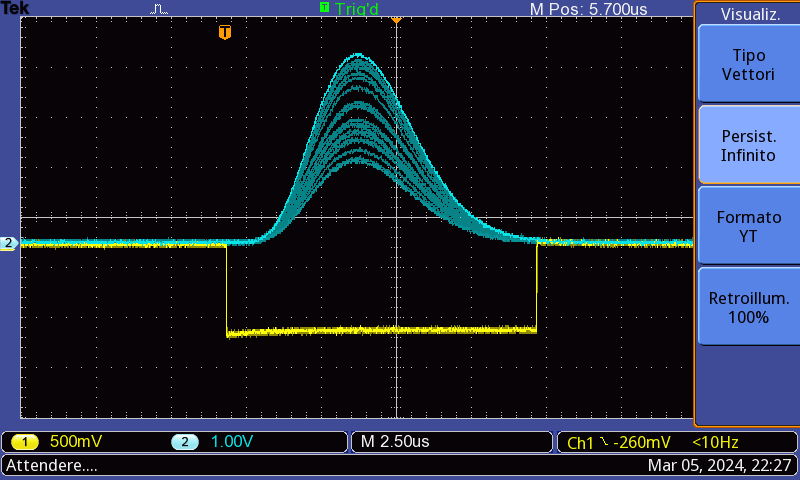 Tek
T Trig'd
M Pos: 5.700us
Visualiz.
T
Tipo
Vettori
Persist.
Infinito
Formato
YT
Retroillum.
100%
2
1 500mV
2 1.00V
M 2.50us
Ch1 -260mV <10Hz
Attendere....
Mar 05, 2024, 22:27